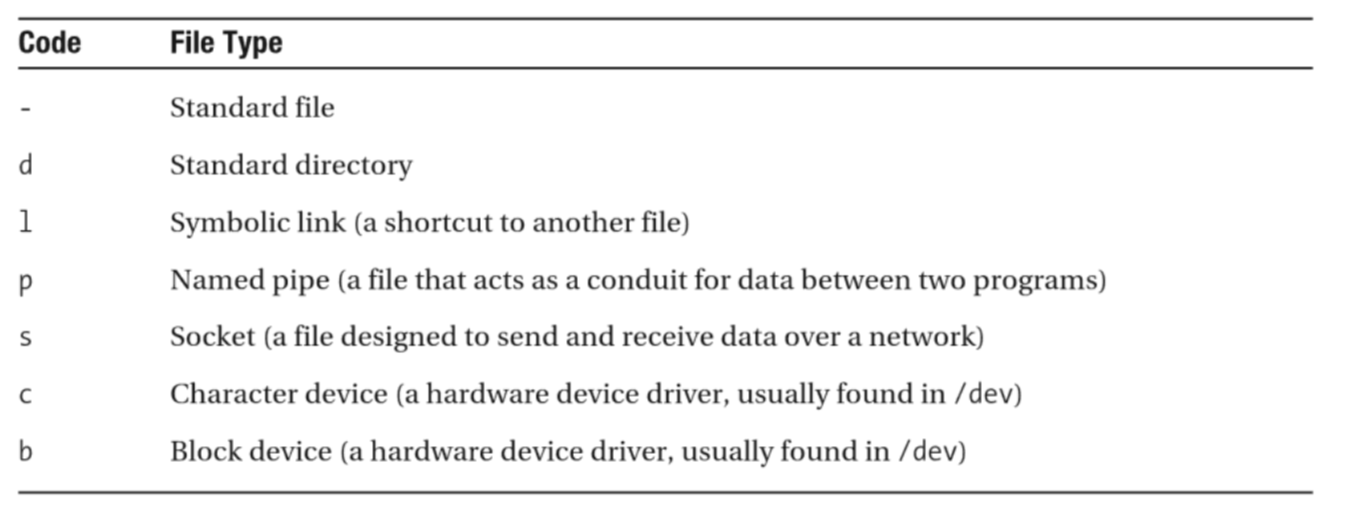 Code File Type
- Standard file
d Standard directory
l Symbolic link (a shortcut to another file)
p Named pipe (a file that acts as a conduit for data between two programs)
s Socket (a file designed to send and receive data over a network)
c Character device (a hardware device driver, usually found in /dev)
b Block device (a hardware device driver, usually found in /dev)